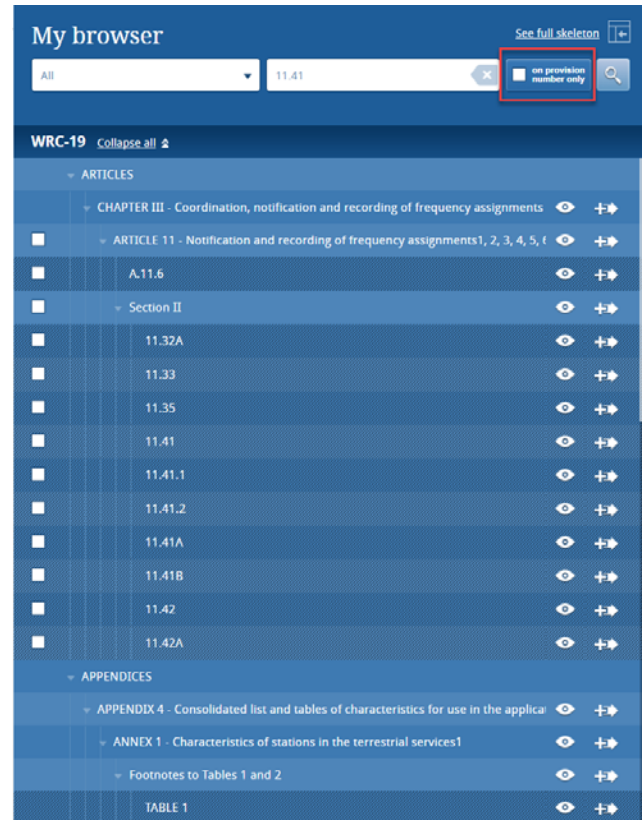 My browser
See full skeleton
All
11.41
on provision
number only
WRC-19 Collapse all
ARTICLES
CHAPTER III - Coordination, notification and recording of frequency assignments
ARTICLE 11 - Notification and recording of frequency assignments1, 2, 3, 4, 5,
A.11.6
Section II
11.32A
11.33
11.35
11.41
11.41.1
11.41.2
11.41A
11.41B
11.42
11.42A
APPENDICES
APPENDIX 4 - Consolidated list and tables of characteristics for use in the
ANNEX 1 - Characteristics of stations in the terrestrial services1
Footnotes to Tables 1 and 2
TABLE 1